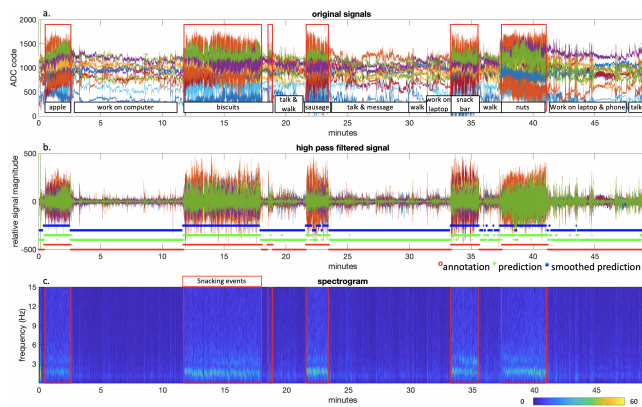 a. original signals
ADC code
2000
1500
1000
500
0
apple
work on computer
biscuits
talk & walk
sausage
talk & message
walk
work on laptop
snack bar
walk
nuts
Work on laptop & phone
talk
0 5 10 15 20 25 30 35 40 45
minutes
b. high pass filtered signal
relative signal magnitude
500
0
-500
0 5 10 15 20 25 30 35 40 45
minutes
annotation prediction smoothed prediction
Snacking events
c. spectrogram
frequency (Hz)
15
12
9
6
3
0 5 10 15 20 25 30 35 40 45
minutes
0 60